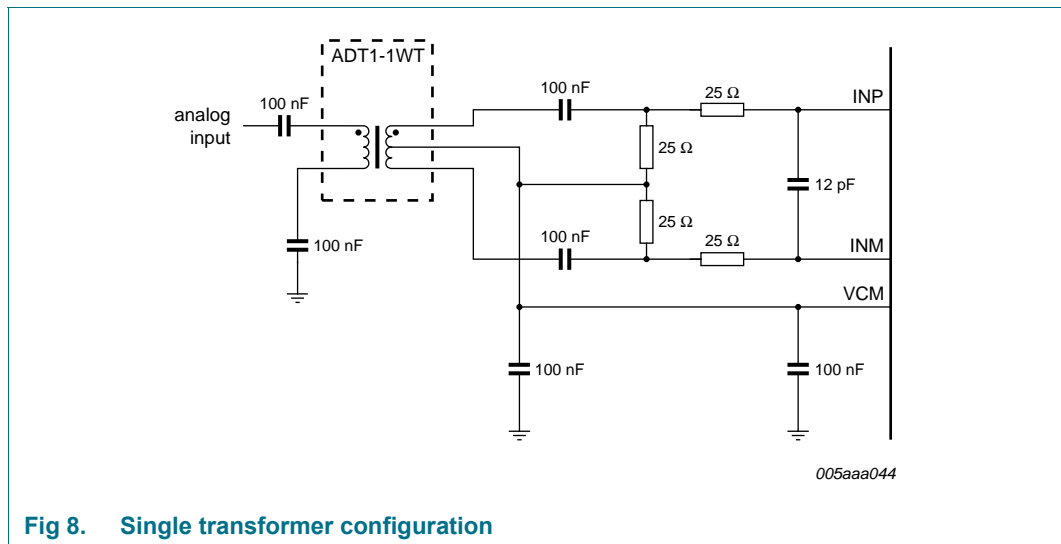 ADT1-1WT
100 nF
analog
input
100 nF
100 nF
25 Ω
INP
25 Ω
12 pF
25 Ω
100 nF
25 Ω
INM
VCM
100 nF
100 nF
005aaa044
Fig 8. Single transformer configuration